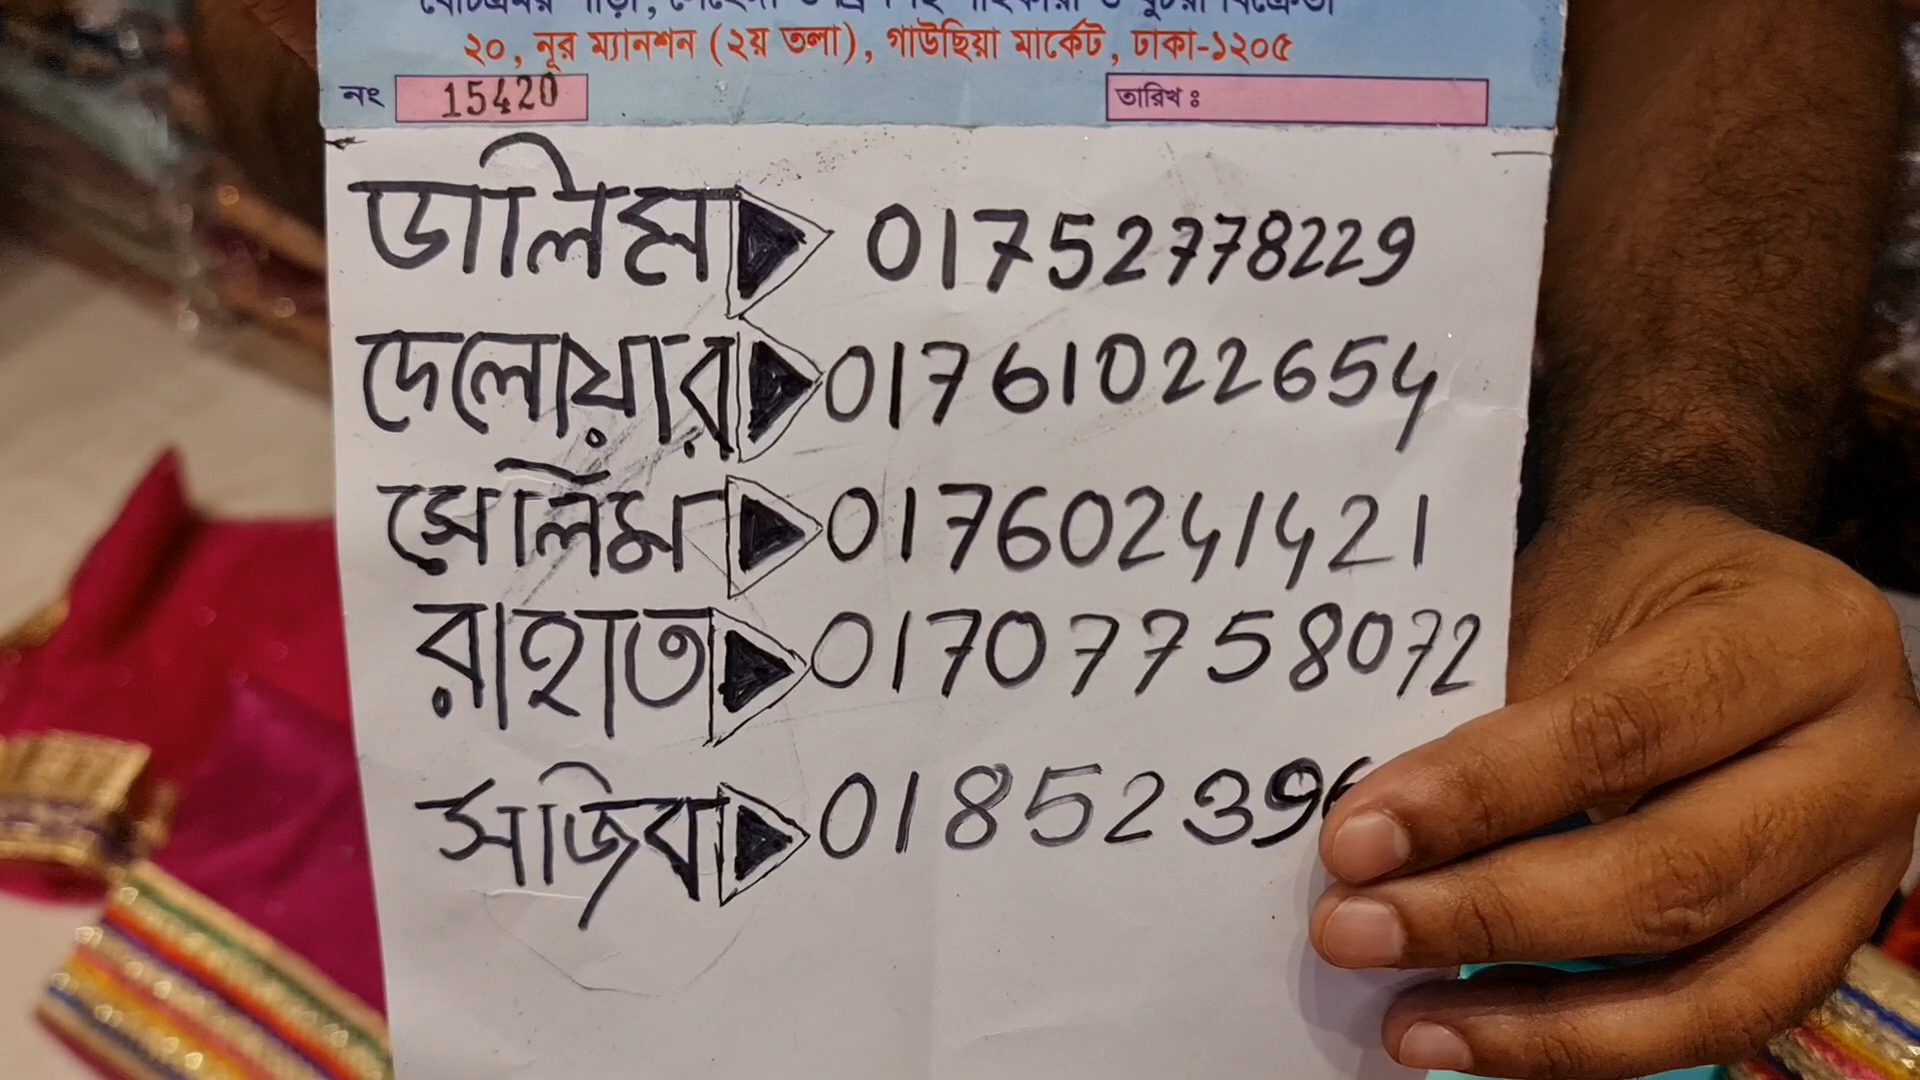 ২০, নূর ম্যানশন (২য় তলা), গাউছিয়া মার্কেট, ঢাকা-১২০৫
নং 15420 তারিখ ঃ
ডালিম 01752778229
দেলোয়ার 01761022654
সেলিম 01760241421
রাহাত 01707758072
সজিব 0185239